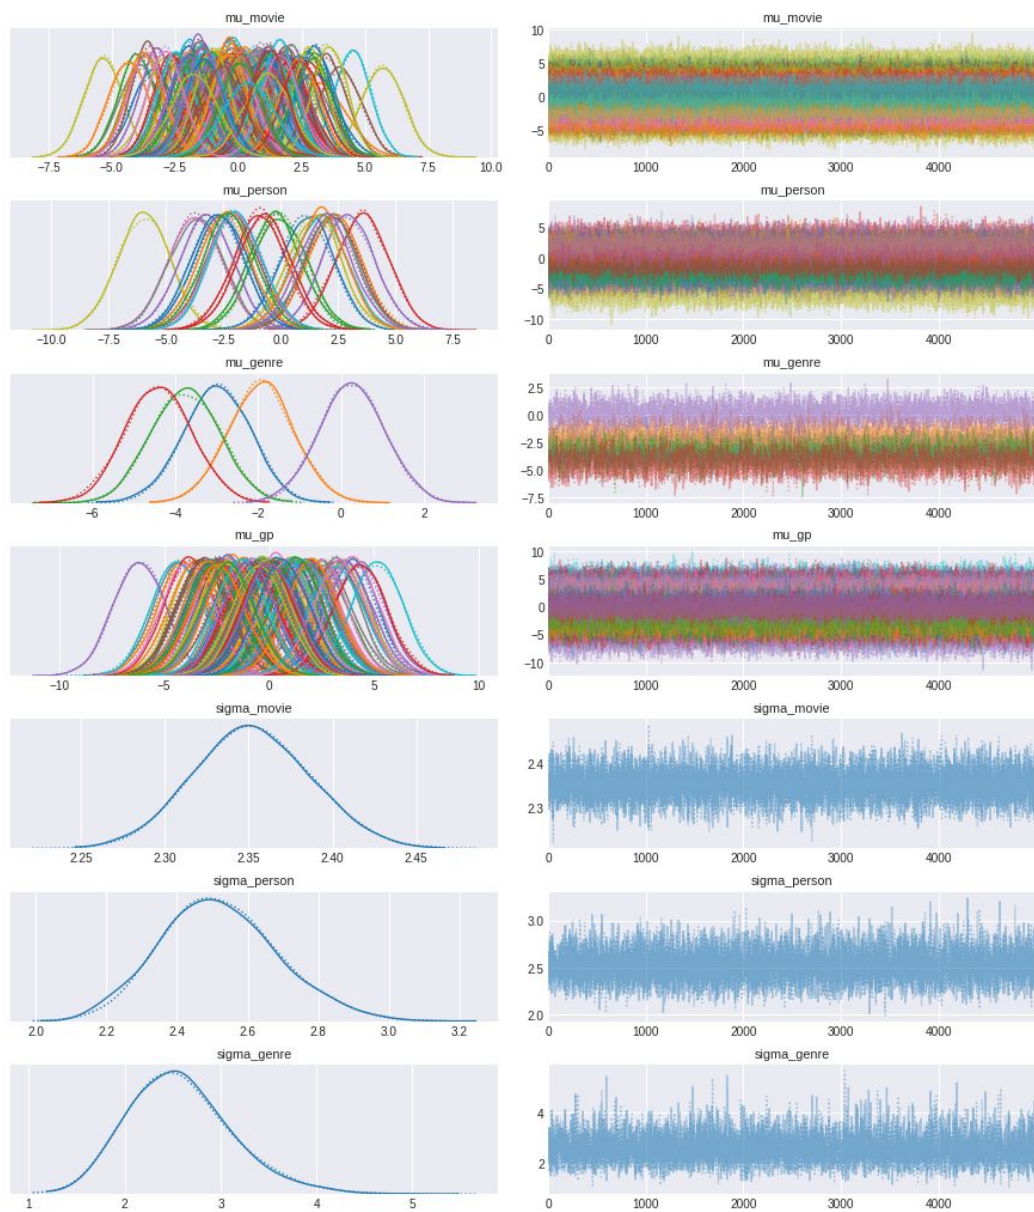 mu_movie mu_movie
10
5
0
−5
−7.5 −5.0 −2.5 0.0 2.5 5.0 7.5 10.0 0 1000 2000 3000 4000
mu_person mu_person
5
0
−5
−10
−10.0 −7.5 −5.0 −2.5 0.0 2.5 5.0 7.5 0 1000 2000 3000 4000
mu_genre mu_genre
2.5
0.0
−2.5
−5.0
−7.5
−6 −4 −2 0 2 0 1000 2000 3000 4000
mu_gp mu_gp
10
5
0
−5
−10
−10 −5 0 5 10 0 1000 2000 3000 4000
sigma_movie sigma_movie
2.4
2.3
2.25 2.30 2.35 2.40 2.45 0 1000 2000 3000 4000
sigma_person sigma_person
3.0
2.5
2.0
2.0 2.2 2.4 2.6 2.8 3.0 3.2 0 1000 2000 3000 4000
sigma_genre sigma_genre
4
2
1 2 3 4 5 0 1000 2000 3000 4000